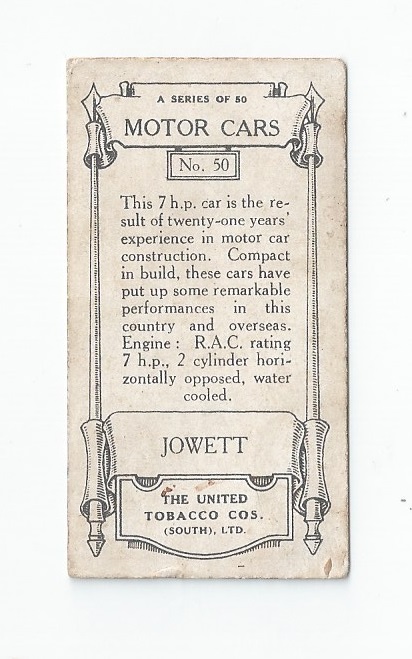 A SERIES OF 50
MOTOR CARS
No. 50
This 7 h.p. car is the re-
sult of twenty-one years'
experience in motor car
construction. Compact
in build, these cars have
put up some remarkable
performances in this
country and overseas.
Engine : R.A.C. rating
7 h.p., 2 cylinder hori-
zontally opposed, water
cooled.
JOWETT
THE UNITED
TOBACCO COS.
(SOUTH), LTD.